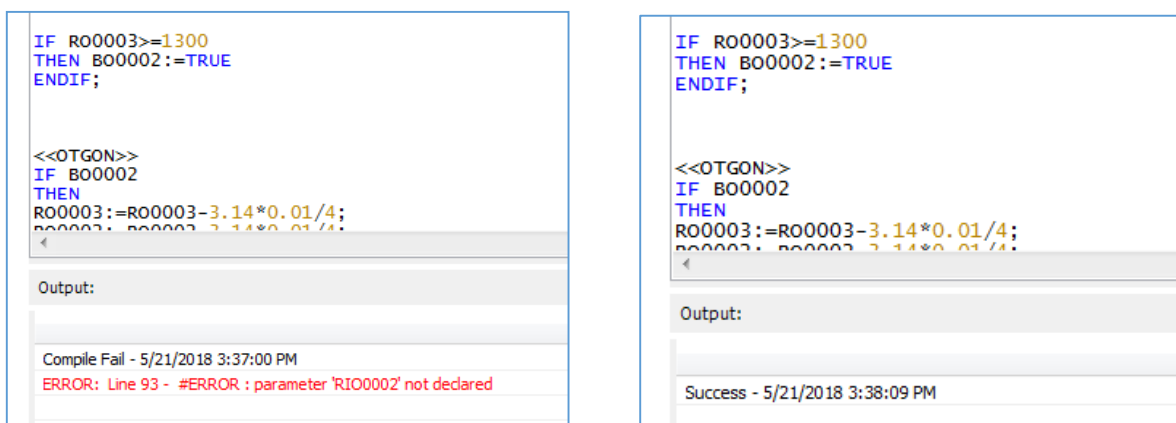 IF RO0003>=1300
THEN BO0002:=TRUE
ENDIF;
<<OTGON>>
IF BO0002
THEN
RO0003:=RO0003-3.14*0.01/4;
Output:
Compile Fail - 5/21/2018 3:37:00 PM
ERROR: Line 93 - #ERROR : parameter 'RIO0002' not declared
IF RO0003>=1300
THEN BO0002:=TRUE
ENDIF;
<<OTGON>>
IF BO0002
THEN
RO0003:=RO0003-3.14*0.01/4;
Output:
Success - 5/21/2018 3:38:09 PM